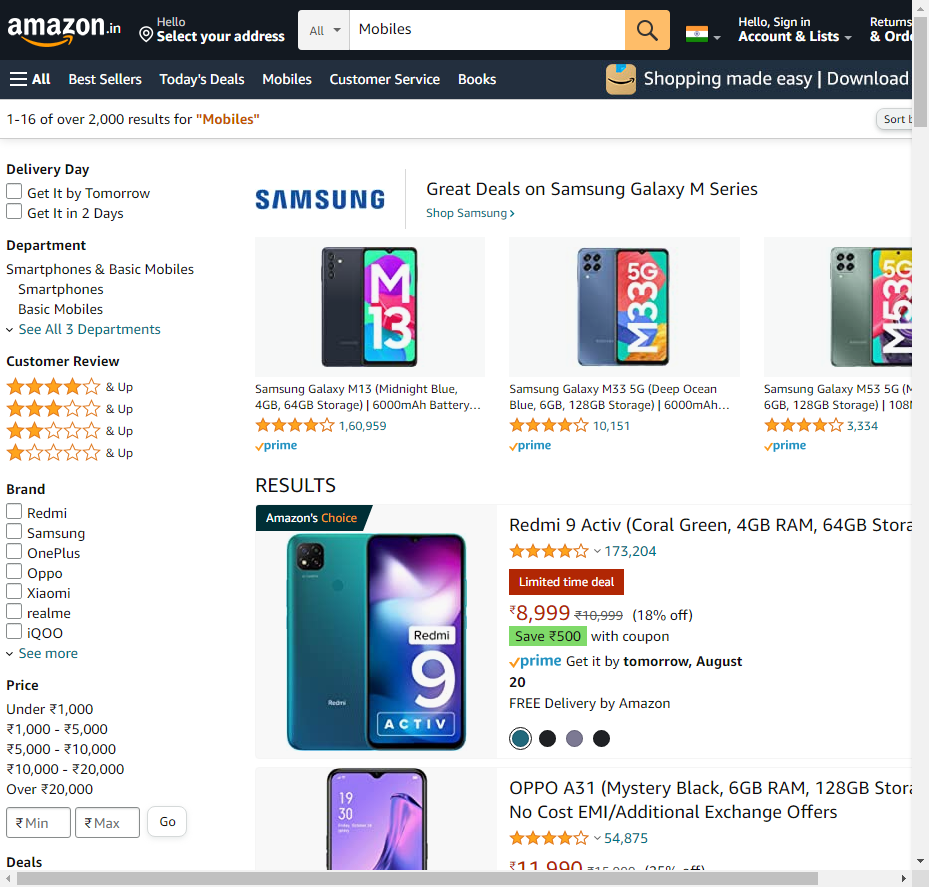 amazon.in
Hello
Select your address
All
Mobiles
Hello, Sign in
Account & Lists
Returns
& Orde
All
Best Sellers
Today's Deals
Mobiles
Customer Service
Books
Shopping made easy | Download
1-16 of over 2,000 results for "Mobiles"
Sort b
Delivery Day
Get It by Tomorrow
Get It in 2 Days
Department
Smartphones & Basic Mobiles
Smartphones
Basic Mobiles
See All 3 Departments
Customer Review
& Up
& Up
& Up
& Up
Brand
Redmi
Samsung
OnePlus
Oppo
Xiaomi
realme
iQOO
See more
Price
Under ₹1,000
₹1,000 - ₹5,000
₹5,000 - ₹10,000
₹10,000 - ₹20,000
Over ₹20,000
₹ Min
₹ Max
Go
Deals
SAMSUNG
Great Deals on Samsung Galaxy M Series
Shop Samsung
M
13
Samsung Galaxy M13 (Midnight Blue,
4GB, 64GB Storage) | 6000mAh Battery…
1,60,959
prime
M33 5G
Samsung Galaxy M33 5G (Deep Ocean
Blue, 6GB, 128GB Storage) | 6000mAh…
10,151
prime
M53 5G
Samsung Galaxy M53 5G (M
6GB, 128GB Storage) | 108M
3,334
prime
RESULTS
Amazon's Choice
Redmi
9
ACTIV
Redmi
Redmi 9 Activ (Coral Green, 4GB RAM, 64GB Stora
173,204
Limited time deal
₹8,999 ₹10,999 (18% off)
Save ₹500 with coupon
prime Get it by tomorrow, August
20
FREE Delivery by Amazon
19
30
OPPO A31 (Mystery Black, 6GB RAM, 128GB Stora
No Cost EMI/Additional Exchange Offers
54,875
₹11,990